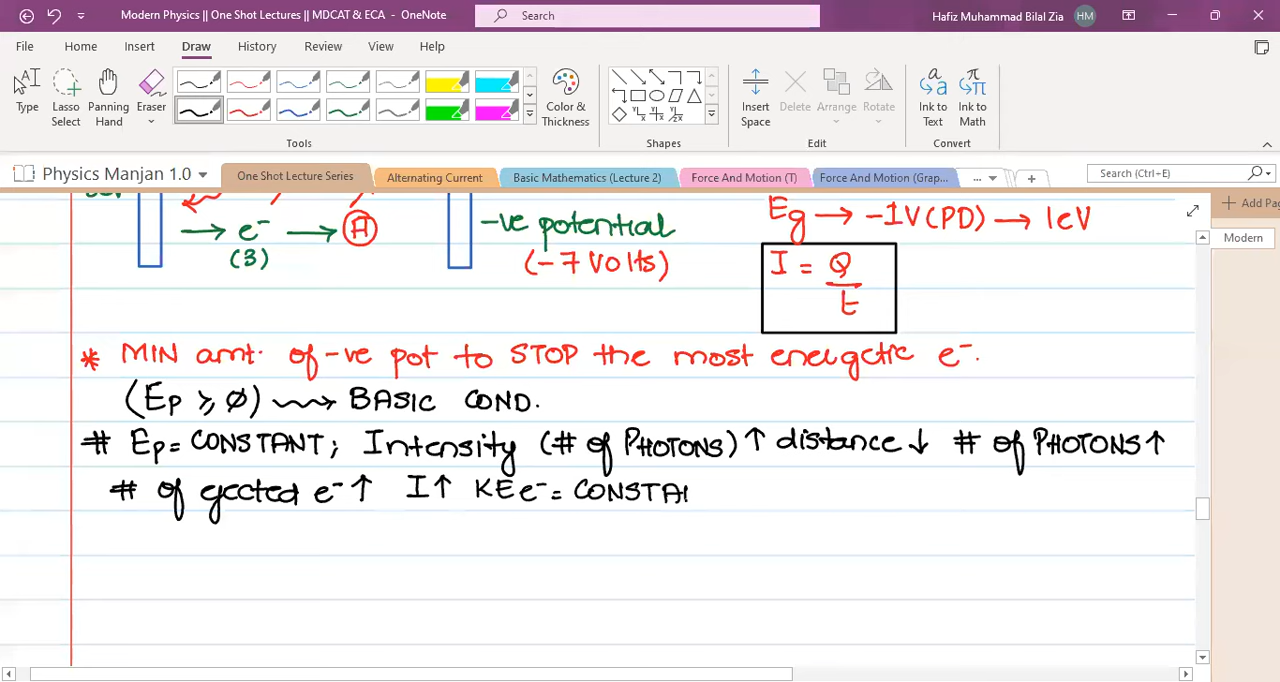 Modern Physics || One Shot Lectures || MDCAT & ECA - OneNote
Search
Hafiz Muhammad Bilal Zia
HM
File Home Insert Draw History Review View Help
Type
Lasso Select
Panning Hand
Eraser
Color & Thickness
Insert Space
Delete
Arrange
Rotate
Ink to Text
Ink to Math
Tools
Shapes
Edit
Convert
Physics Manjan 1.0
One Shot Lecture Series
Alternating Current
Basic Mathematics (Lecture 2)
Force And Motion (T)
Force And Motion (Grap...
...
Search (Ctrl+E)
Add Pag
Modern
→ e⁻ → A
(3)
-ve potential
(-7 Volts)
Eg → -1V(PD) → 1eV
I = Q/t
* MIN amt. of -ve pot to STOP the most energetic e⁻.
(Ep ⩾ ϕ) ⟿ BASIC COND.
# Ep = CONSTANT; Intensity (# of PHOTONS) ↑ distance ↓ # of PHOTONS ↑
# of ejected e⁻ ↑ I ↑ KEe⁻ = CONSTA